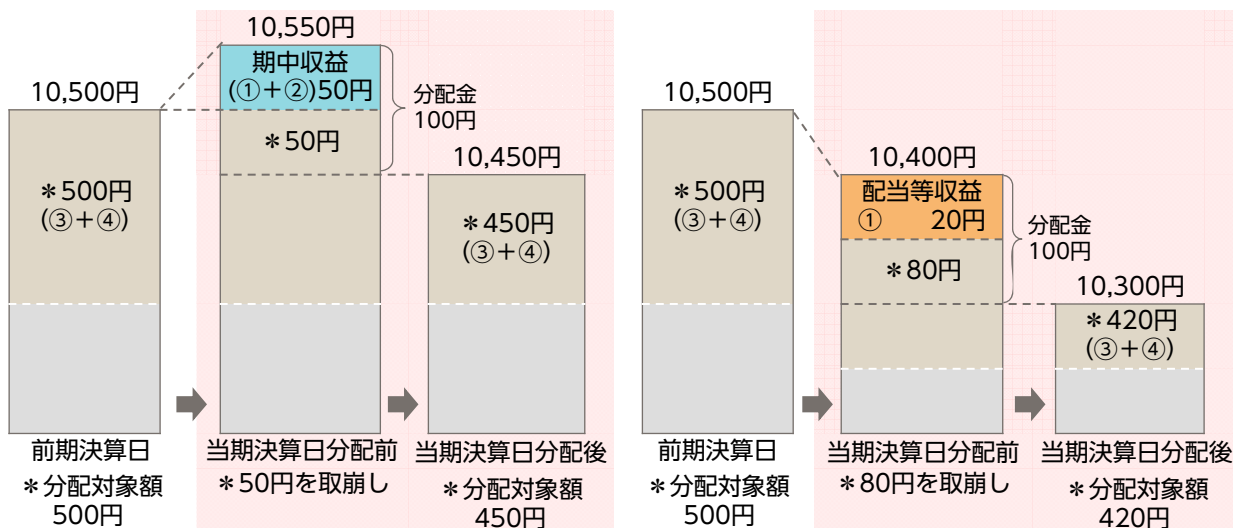 10,500円
＊500円
(③＋④)
前期決算日
＊分配対象額
500円
10,550円
期中収益
(①＋②)50円
＊50円
分配金
100円
当期決算日分配前
＊50円を取崩し
10,450円
＊450円
(③＋④)
当期決算日分配後
＊分配対象額
450円
10,500円
＊500円
(③＋④)
前期決算日
＊分配対象額
500円
10,400円
配当等収益
① 20円
＊80円
分配金
100円
当期決算日分配前
＊80円を取崩し
10,300円
＊420円
(③＋④)
当期決算日分配後
＊分配対象額
420円